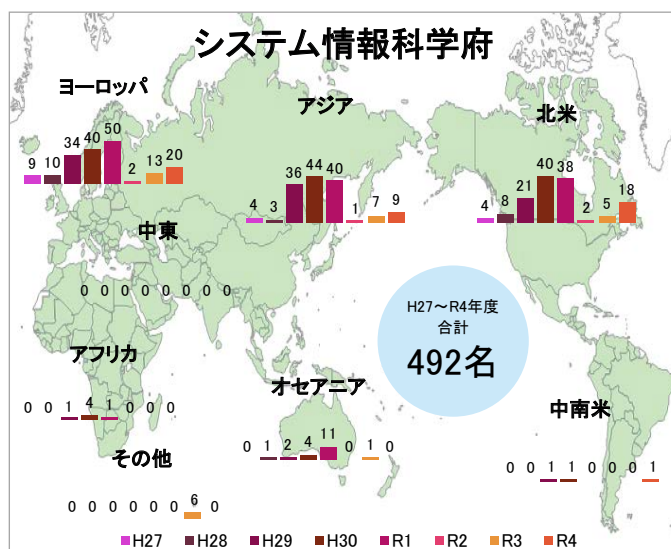 システム情報科学府
ヨーロッパ
9 10 34 40 50 2 13 20
アジア
4 3 36 44 40 1 7 9
北米
4 8 21 40 38 2 5 18
中東
0 0 0 0 0 0 0 0
H27～R4年度
合計
492名
アフリカ
0 0 1 4 1 0 0 0
オセアニア
0 1 2 4 11 0 1 0
中南米
0 0 1 1 0 0 0 1
その他
0 0 0 0 0 0 6 0
H27 H28 H29 H30 R1 R2 R3 R4